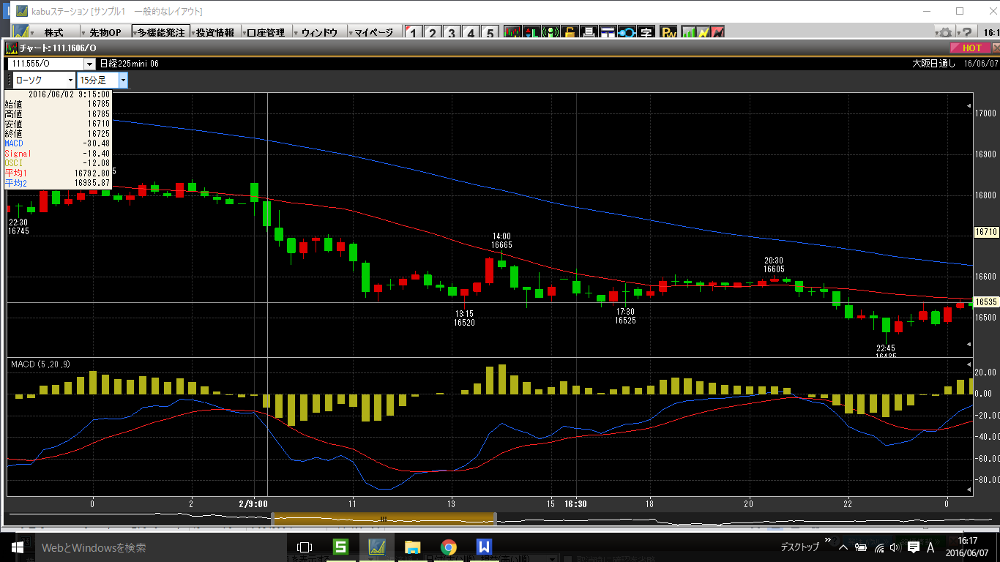 kabuステーション [サンプル1　一般的なレイアウト]
株式 先物OP 多機能発注 投資情報 口座管理 ウィンドウ マイページ 1 2 3 4 5 字 16:1
チャート: 111.1606/O HOT
111.555/O 日経225mini 06 大阪日通し 16/06/07
ローソク 15分足
2016/06/02 9:15:00
始値 16785
高値 16785
安値 16710
終値 16725
MACD -30.48
Signal -18.40
OSCI -12.08
平均1 16792.80
平均2 16935.87
17000
16900
16800
16710
16600
16535
16500
22:30
16745
14:00
16665
13:15
16520
17:30
16525
20:30
16605
22:45
16435
MACD (5 ,20 ,9)
20.00
0.00
-20.00
-40.00
-60.00
-80.00
0 2 2/9:00 11 13 15 16:30 18 20 22 0
WebとWindowsを検索 S W デスクトップ A 16:17
2016/06/07